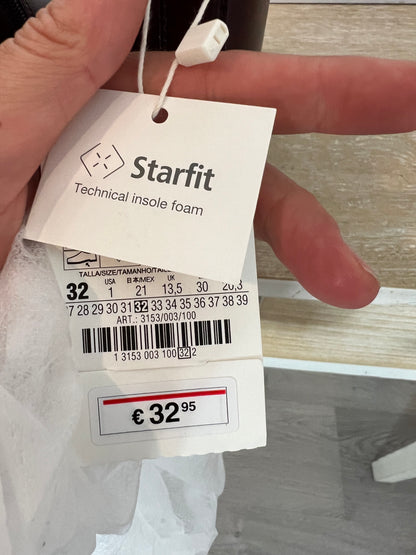 Starfit
Technical insole foam
TALLA/SIZE/TAMANHO/
USA 日本/MEX UK
32 1 21 13,5 30 20,3
27 28 29 30 31 32 33 34 35 36 37 38 39
ART.: 3153/003/100
1 3153 003 100 32 2
€ 32 95